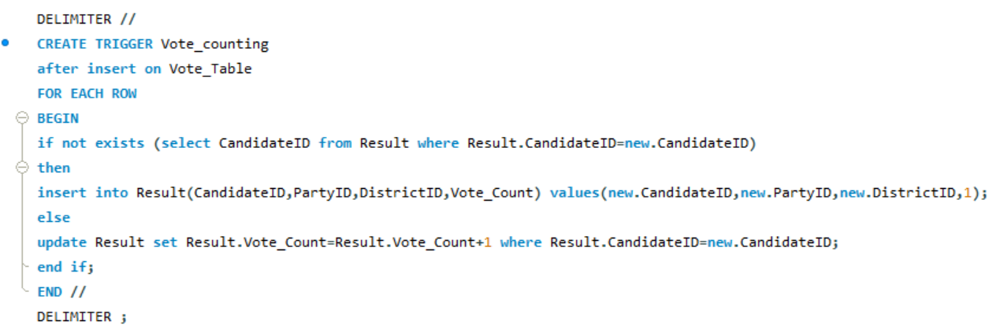 DELIMITER //
CREATE TRIGGER Vote_counting
after insert on Vote_Table
FOR EACH ROW
BEGIN
if not exists (select CandidateID from Result where Result.CandidateID=new.CandidateID)
then
insert into Result(CandidateID,PartyID,DistrictID,Vote_Count) values(new.CandidateID,new.PartyID,new.DistrictID,1);
else
update Result set Result.Vote_Count=Result.Vote_Count+1 where Result.CandidateID=new.CandidateID;
end if;
END //
DELIMITER ;